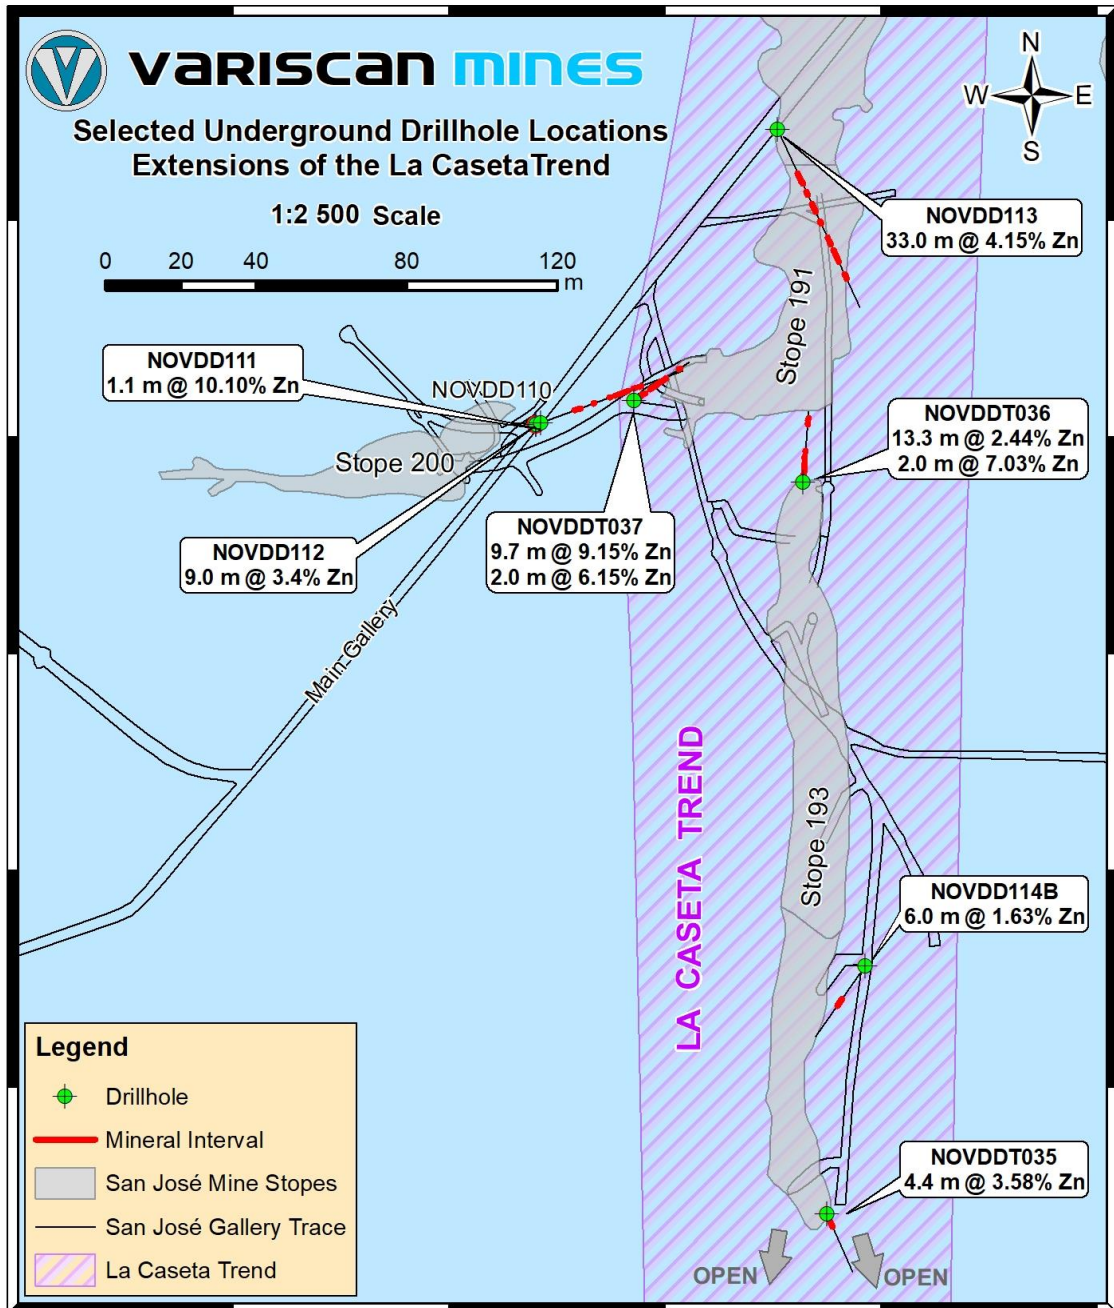 VARISCAN MINES
Selected Underground Drillhole Locations
Extensions of the La CasetaTrend
1:2 500 Scale
0 20 40 80 120
m
N
W E
S
NOVDD113
33.0 m @ 4.15% Zn
Stope 191
NOVDD111
1.1 m @ 10.10% Zn
NOVDD110
NOVDDT036
13.3 m @ 2.44% Zn
2.0 m @ 7.03% Zn
Stope 200
NOVDD112
9.0 m @ 3.4% Zn
NOVDDT037
9.7 m @ 9.15% Zn
2.0 m @ 6.15% Zn
Main Gallery
LA CASETA TREND
Stope 193
NOVDD114B
6.0 m @ 1.63% Zn
NOVDDT035
4.4 m @ 3.58% Zn
OPEN
OPEN
Legend
Drillhole
Mineral Interval
San José Mine Stopes
San José Gallery Trace
La Caseta Trend